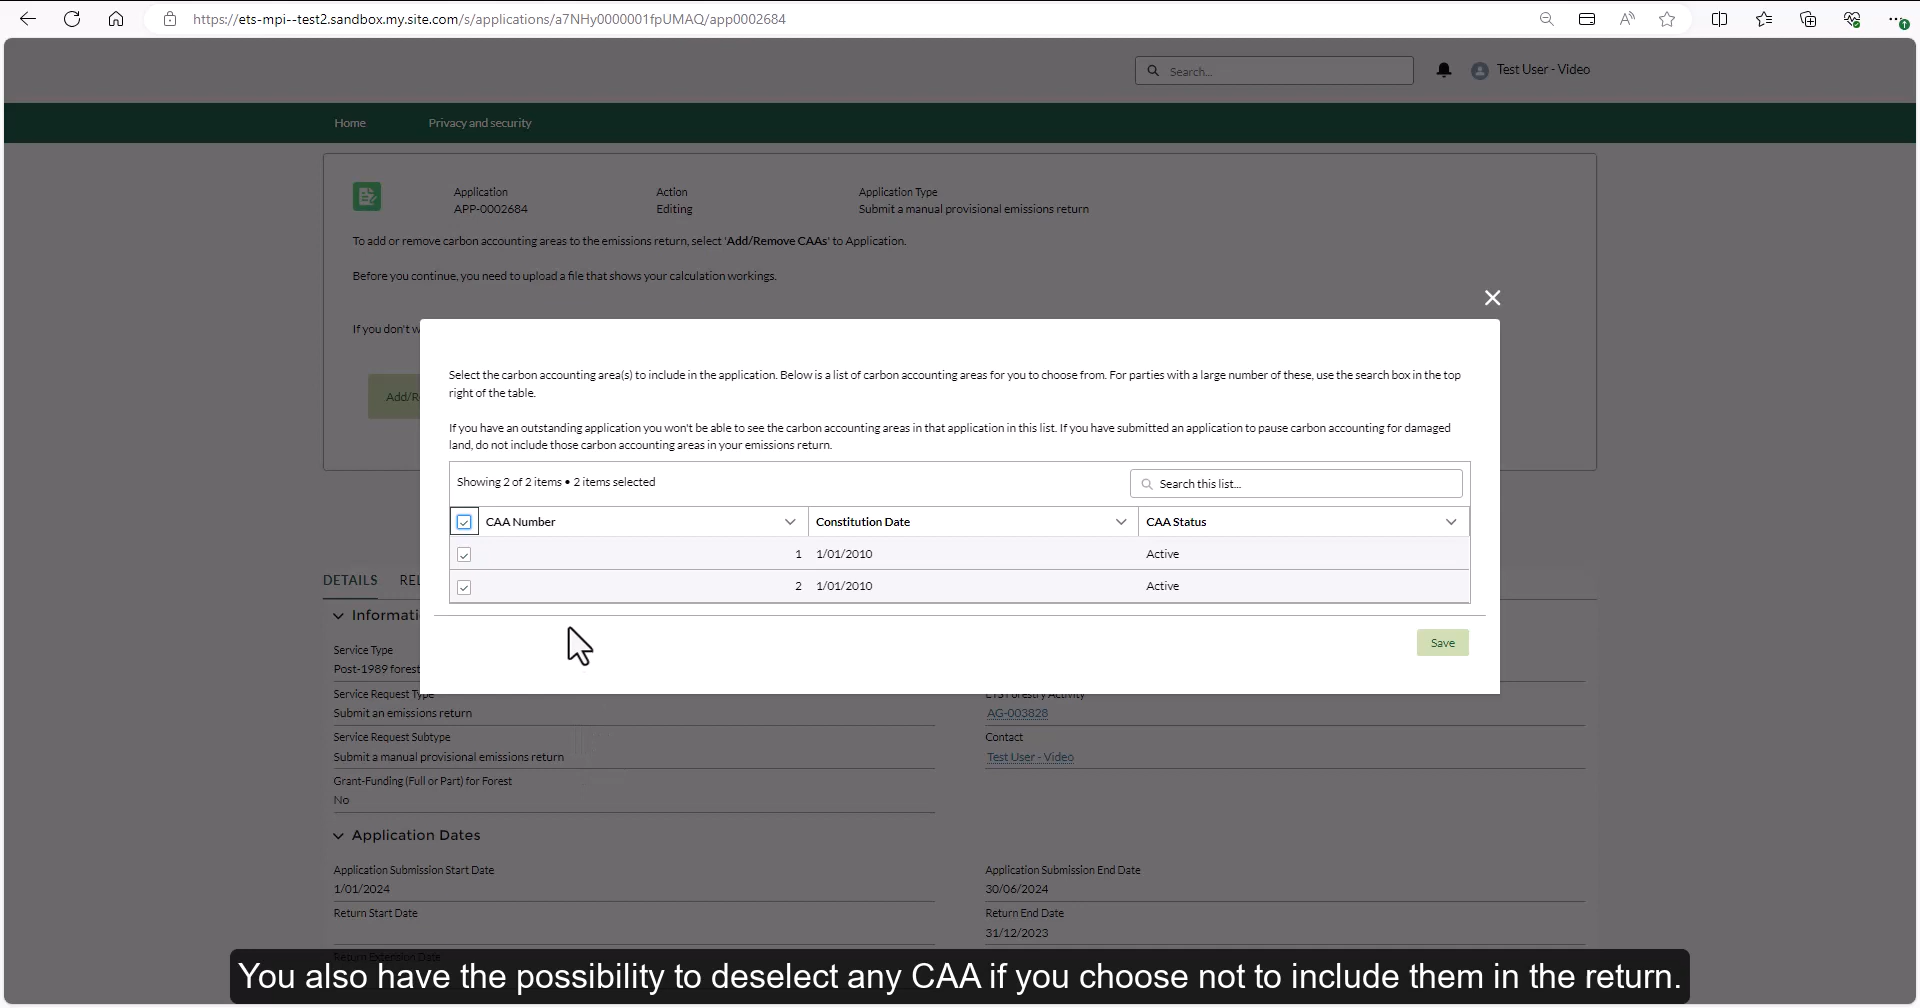 https://ets-mpi--test2.sandbox.my.site.com/s/applications/a7NHy0000001fpUMAQ/app0002684
Search...
Test User - Video
Home
Privacy and security
Application
Action
Application Type
APP-0002684
Editing
Submit a manual provisional emissions return
To add or remove carbon accounting areas to the emissions return, select 'Add/Remove CAAs' to Application.
Before you continue, you need to upload a file that shows your calculation workings.
If you don't w
Add/R
Select the carbon accounting area(s) to include in the application. Below is a list of carbon accounting areas for you to choose from. For parties with a large number of these, use the search box in the top
right of the table.
If you have an outstanding application you won't be able to see the carbon accounting areas in that application in this list. If you have submitted an application to pause carbon accounting for damaged
land, do not include those carbon accounting areas in your emissions return.
Showing 2 of 2 items • 2 items selected
Search this list...
CAA Number
Constitution Date
CAA Status
1 1/01/2010 Active
2 1/01/2010 Active
Save
DETAILS
REL
Informati
Service Type
Post-1989 forest
Service Request Type
ETS Forestry Activity
Submit an emissions return
AG-003828
Service Request Subtype
Contact
Submit a manual provisional emissions return
Test User - Video
Grant-Funding (Full or Part) for Forest
No
Application Dates
Application Submission Start Date
Application Submission End Date
1/01/2024
30/06/2024
Return Start Date
Return End Date
31/12/2023
Return Extension Date
You also have the possibility to deselect any CAA if you choose not to include them in the return.